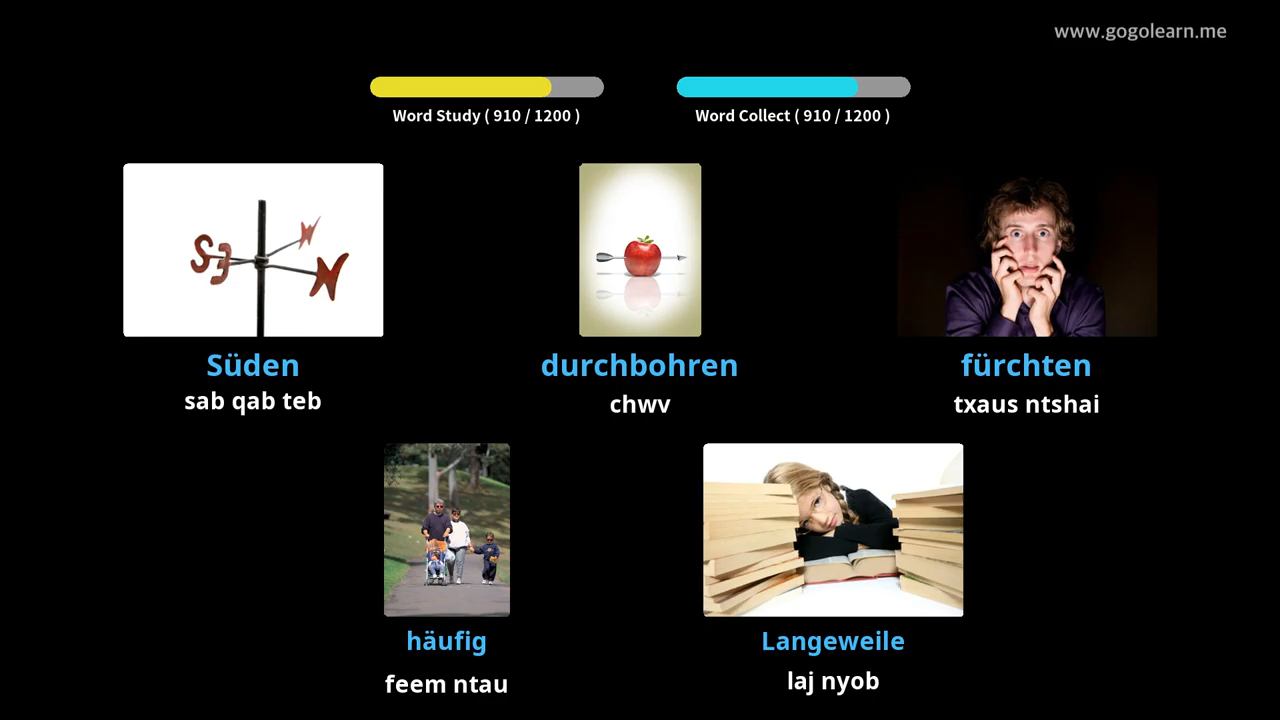 www.gogolearn.me
Word Study ( 910 / 1200 )
Word Collect ( 910 / 1200 )
S
E
N
W
Süden
sab qab teb
durchbohren
chwv
fürchten
txaus ntshai
häufig
feem ntau
Langeweile
laj nyob